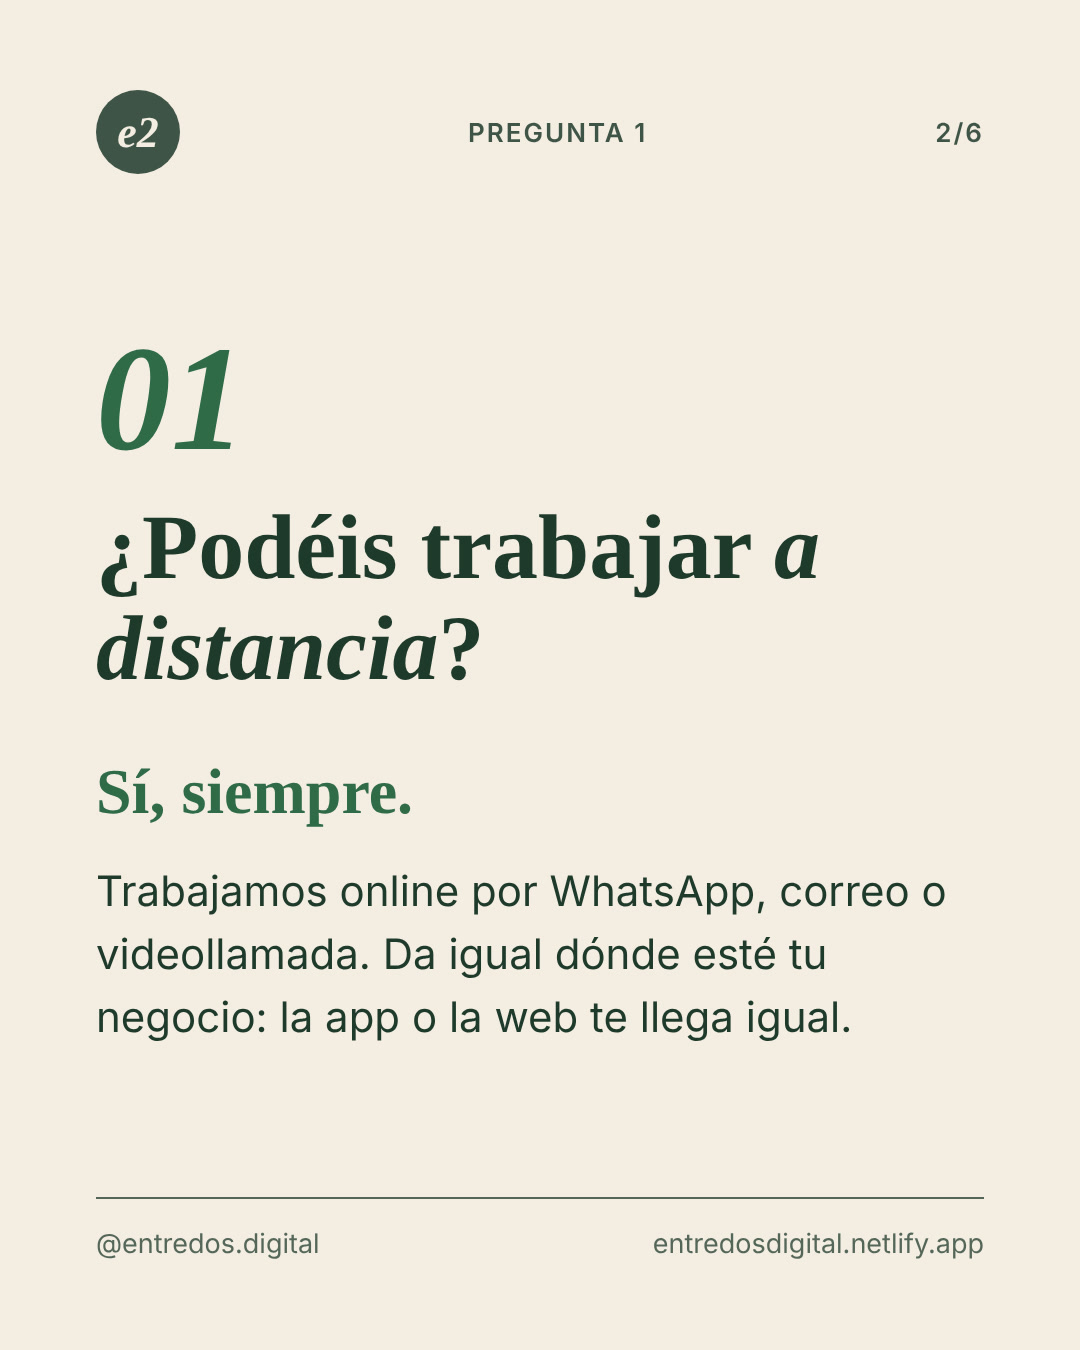 e2
PREGUNTA 1
2/6
01
¿Podéis trabajar a
distancia?
Sí, siempre.
Trabajamos online por WhatsApp, correo o
videollamada. Da igual dónde esté tu
negocio: la app o la web te llega igual.
@entredos.digital
entredosdigital.netlify.app